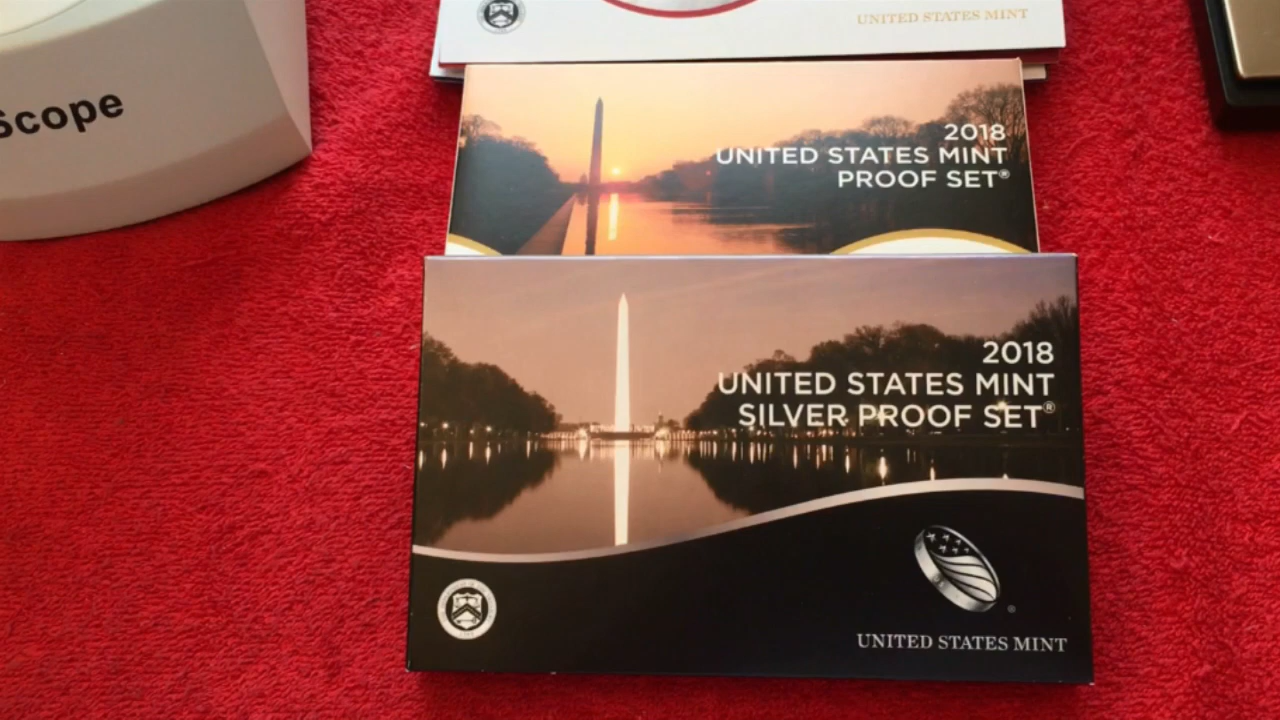 UNITED STATES MINT
Scope
2018
UNITED STATES MINT
PROOF SET®
2018
UNITED STATES MINT
SILVER PROOF SET®
®
UNITED STATES MINT